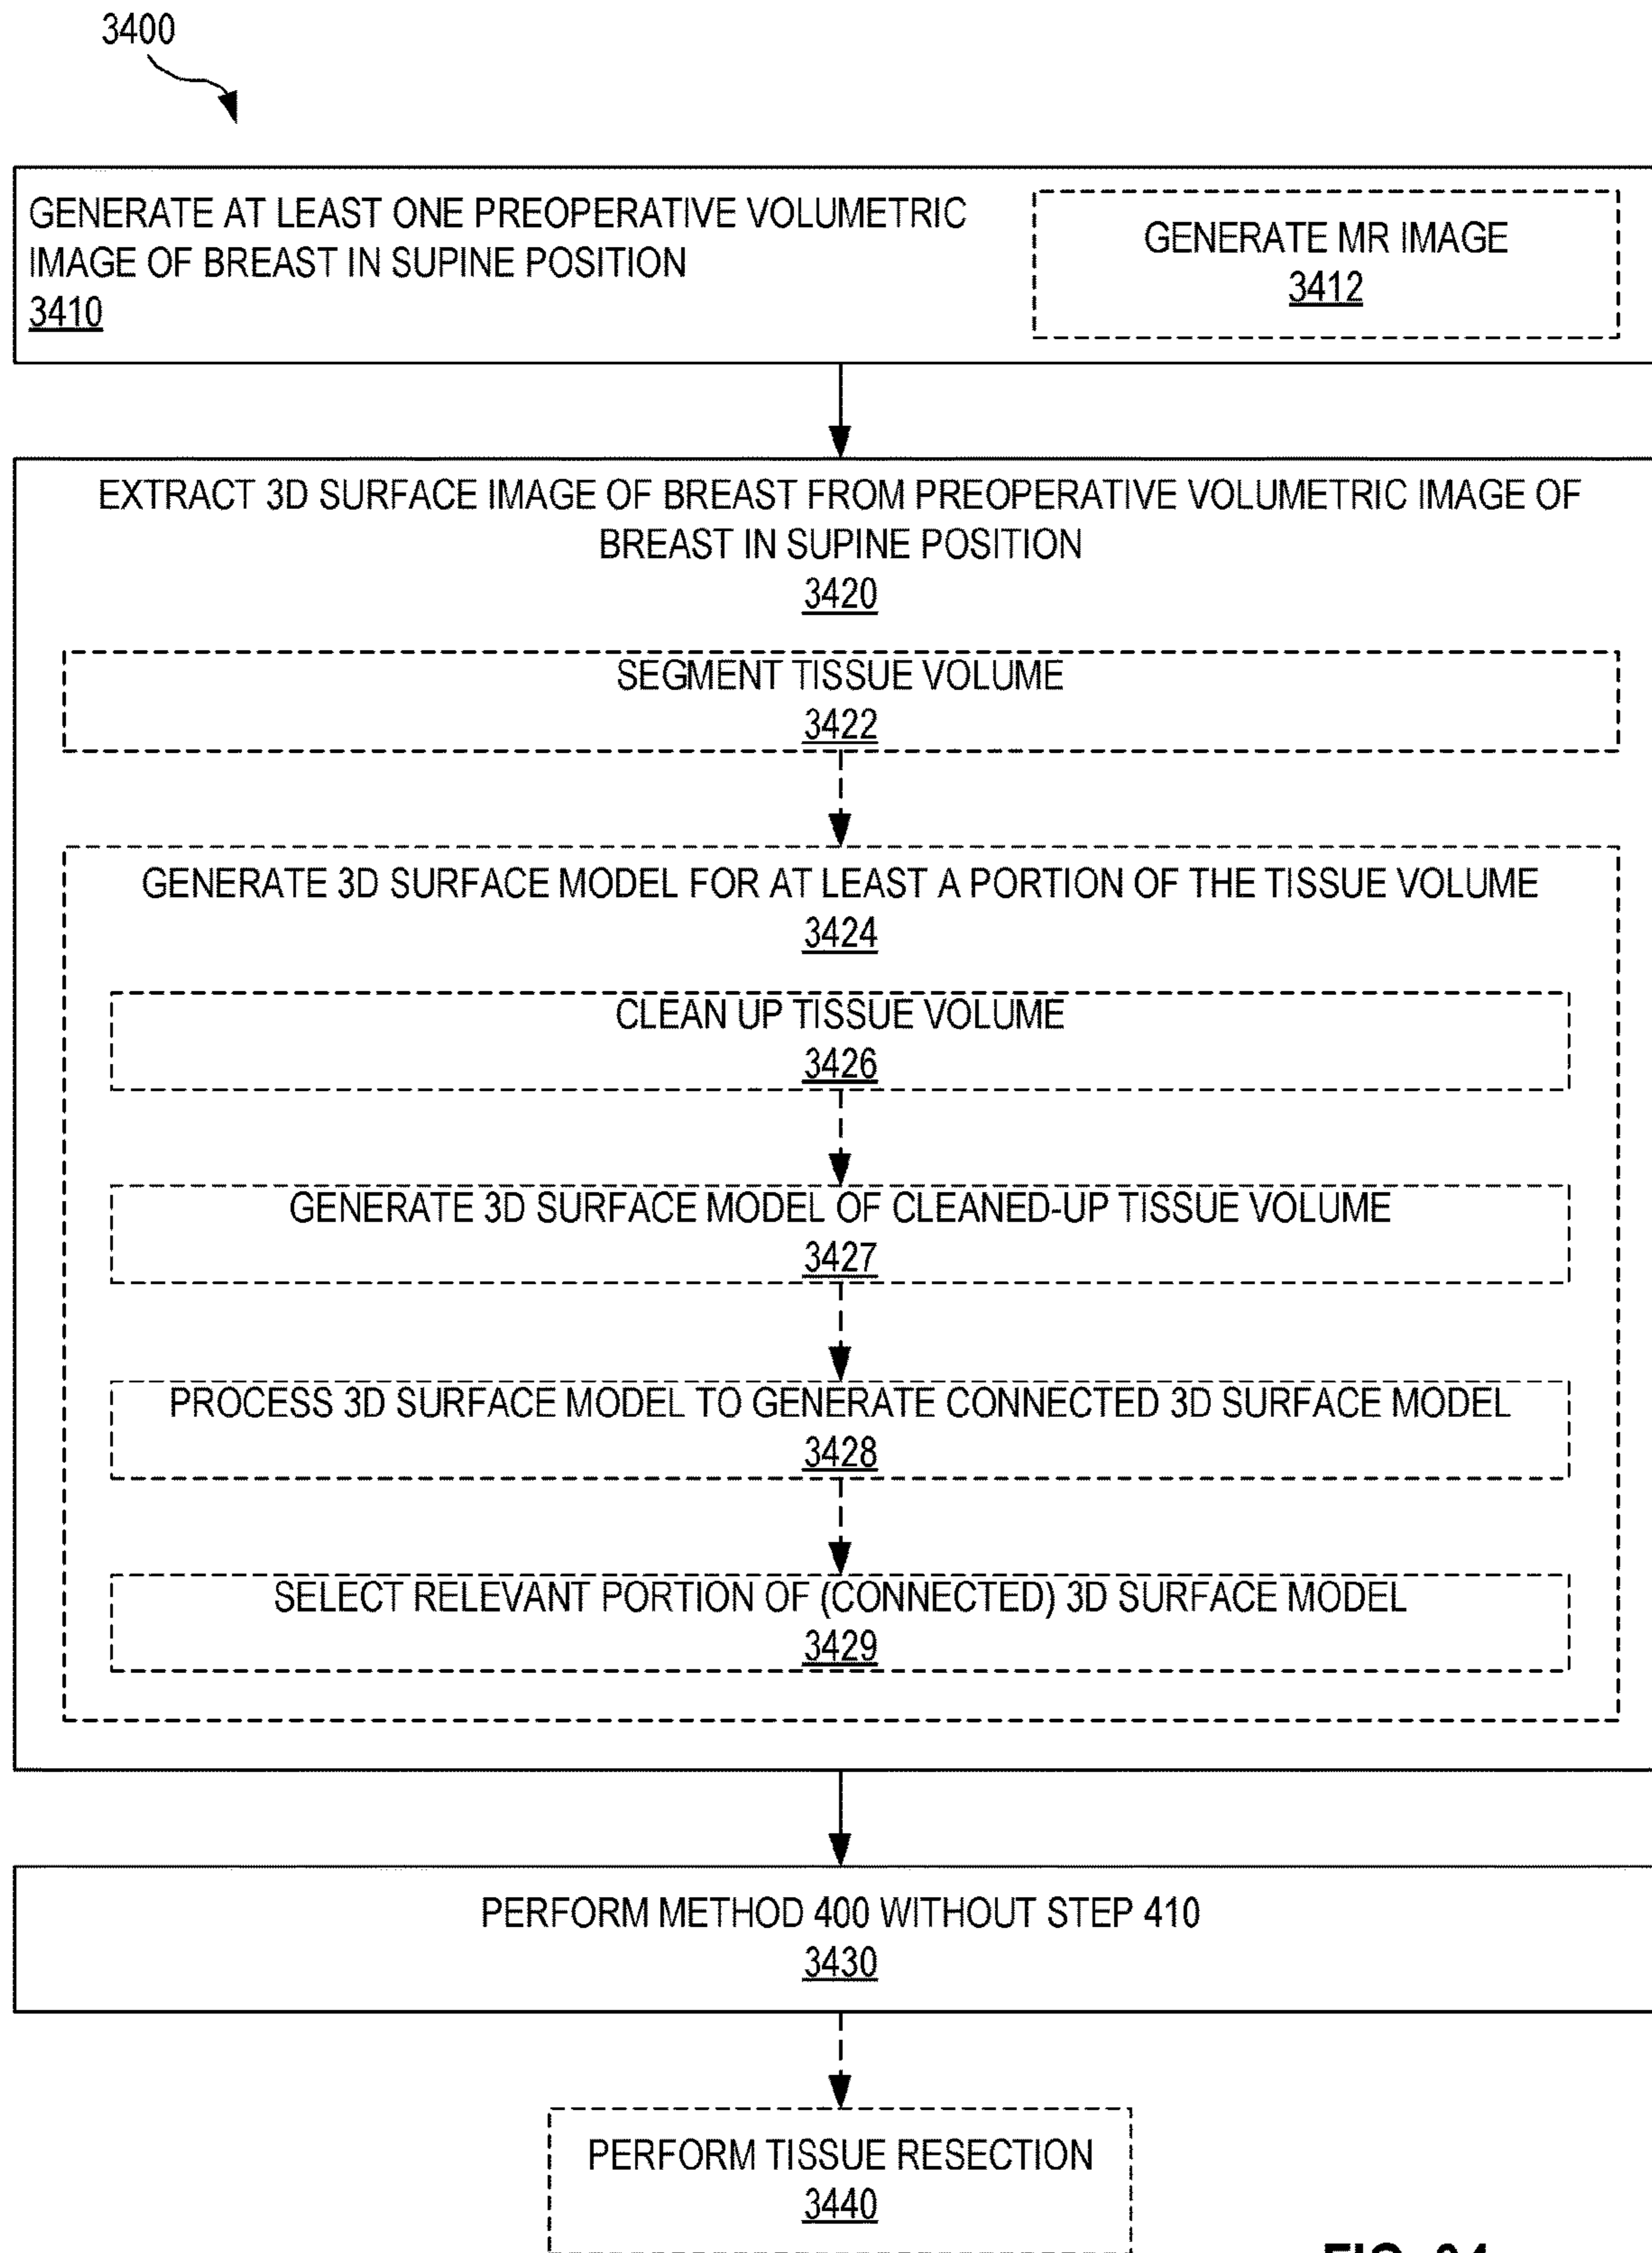 3400
GENERATE AT LEAST ONE PREOPERATIVE VOLUMETRIC
IMAGE OF BREAST IN SUPINE POSITION
3410
GENERATE MR IMAGE
3412
EXTRACT 3D SURFACE IMAGE OF BREAST FROM PREOPERATIVE VOLUMETRIC IMAGE OF
BREAST IN SUPINE POSITION
3420
SEGMENT TISSUE VOLUME
3422
GENERATE 3D SURFACE MODEL FOR AT LEAST A PORTION OF THE TISSUE VOLUME
3424
CLEAN UP TISSUE VOLUME
3426
GENERATE 3D SURFACE MODEL OF CLEANED-UP TISSUE VOLUME
3427
PROCESS 3D SURFACE MODEL TO GENERATE CONNECTED 3D SURFACE MODEL
3428
SELECT RELEVANT PORTION OF (CONNECTED) 3D SURFACE MODEL
3429
PERFORM METHOD 400 WITHOUT STEP 410
3430
PERFORM TISSUE RESECTION
3440